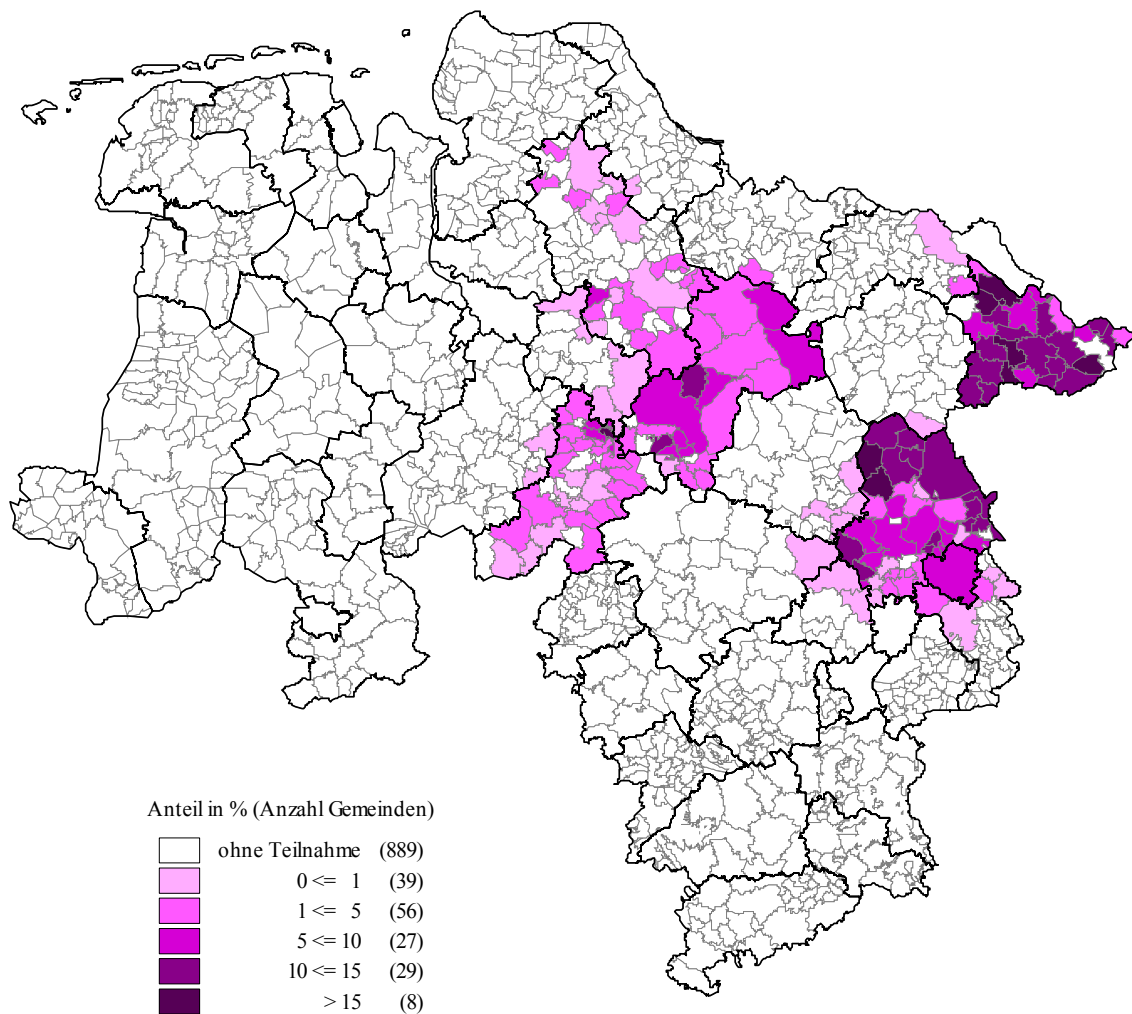 Anteil in % (Anzahl Gemeinden)
ohne Teilnahme (889)
0 <= 1 (39)
1 <= 5 (56)
5 <= 10 (27)
10 <= 15 (29)
> 15 (8)